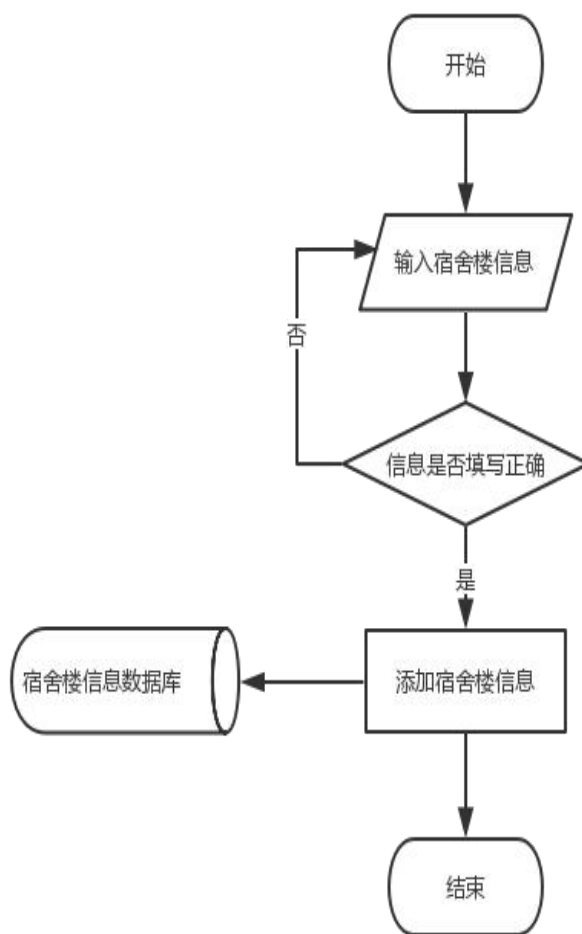 开始
输入宿舍楼信息
否
信息是否填写正确
是
宿舍楼信息数据库
添加宿舍楼信息
结束